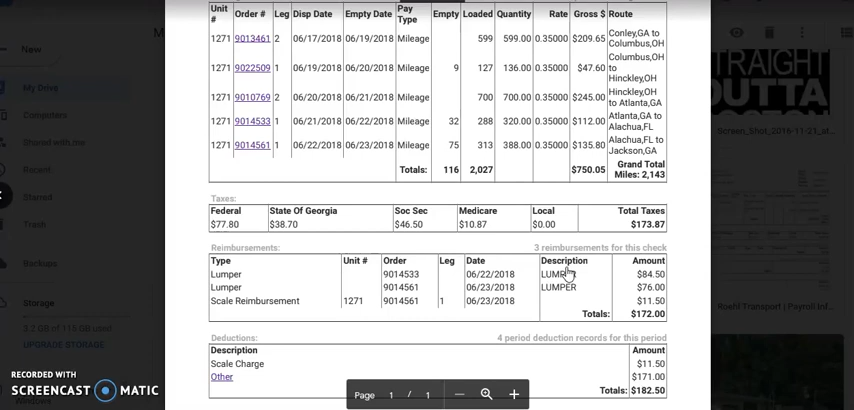 Unit # Order # Leg Disp Date Empty Date Pay Type Empty Loaded Quantity Rate Gross $ Route
1271 9013461 2 06/17/2018 06/19/2018 Mileage 599 599.00 0.35000 $209.65 Conley,GA to Columbus,OH
1271 9022509 1 06/19/2018 06/20/2018 Mileage 9 127 136.00 0.35000 $47.60 Columbus,OH to Hinckley,OH
1271 9010769 2 06/20/2018 06/21/2018 Mileage 700 700.00 0.35000 $245.00 Hinckley,OH to Atlanta,GA
1271 9014533 1 06/21/2018 06/22/2018 Mileage 32 288 320.00 0.35000 $112.00 Atlanta,GA to Alachua,FL
1271 9014561 1 06/22/2018 06/23/2018 Mileage 75 313 388.00 0.35000 $135.80 Alachua,FL to Jackson,GA
Totals: 116 2,027 $750.05 Grand Total Miles: 2,143
Taxes:
Federal State Of Georgia Soc Sec Medicare Local Total Taxes
$77.80 $38.70 $46.50 $10.87 $0.00 $173.87
Reimbursements: 3 reimbursements for this check
Type Unit # Order Leg Date Description Amount
Lumper 9014533 06/22/2018 LUMPER $84.50
Lumper 9014561 06/23/2018 LUMPER $76.00
Scale Reimbursement 1271 9014561 1 06/23/2018 $11.50
Totals: $172.00
Deductions: 4 period deduction records for this period
Description Amount
Scale Charge $11.50
Other $171.00
Totals: $182.50
Page 1 / 1
New
My Drive
Computers
Shared with me
Recent
Starred
Trash
Backups
Storage
UPGRADE STORAGE
RECORDED WITH
SCREENCAST MATIC
STRAIGHT
OUTTA
Screen_Shot_2016-11-21_at...
Roehl Transport | Payroll Inf...